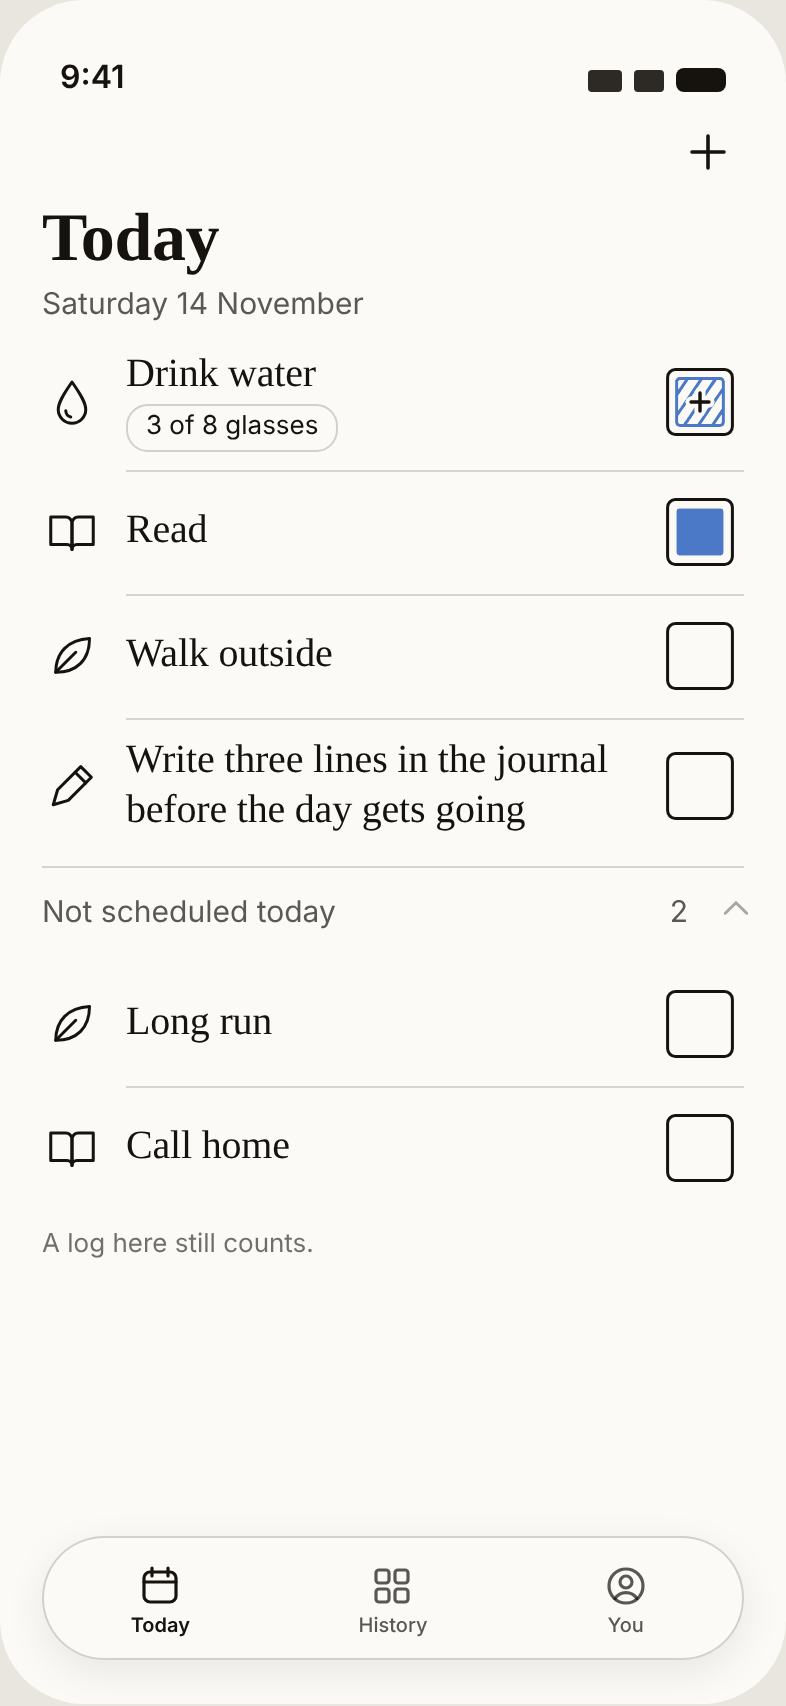 9:41
Today
Saturday 14 November
Drink water
3 of 8 glasses
Read
Walk outside
Write three lines in the journal
before the day gets going
Not scheduled today 2
Long run
Call home
A log here still counts.
Today History You